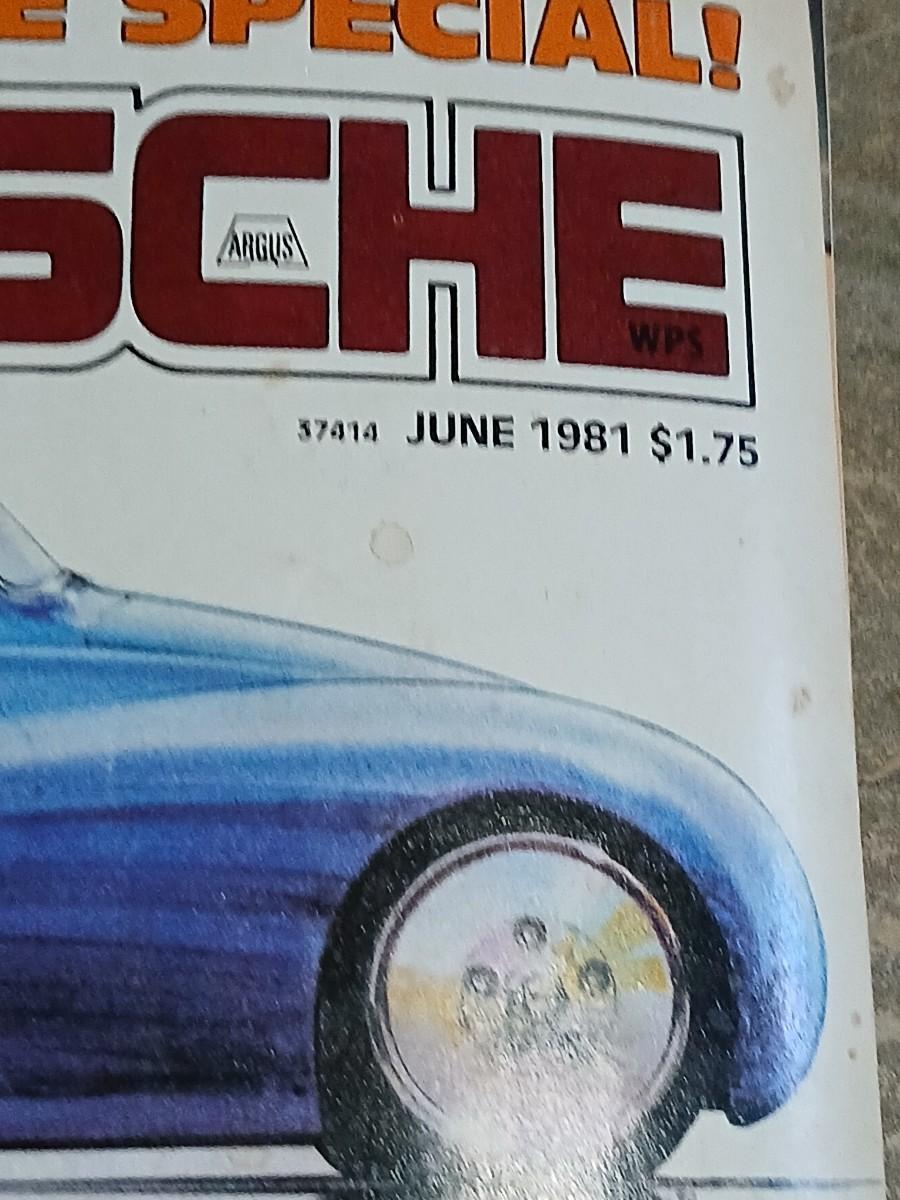 E SPECIAL!
SCHE
ARGUS
WPS
37414 JUNE 1981 $1.75